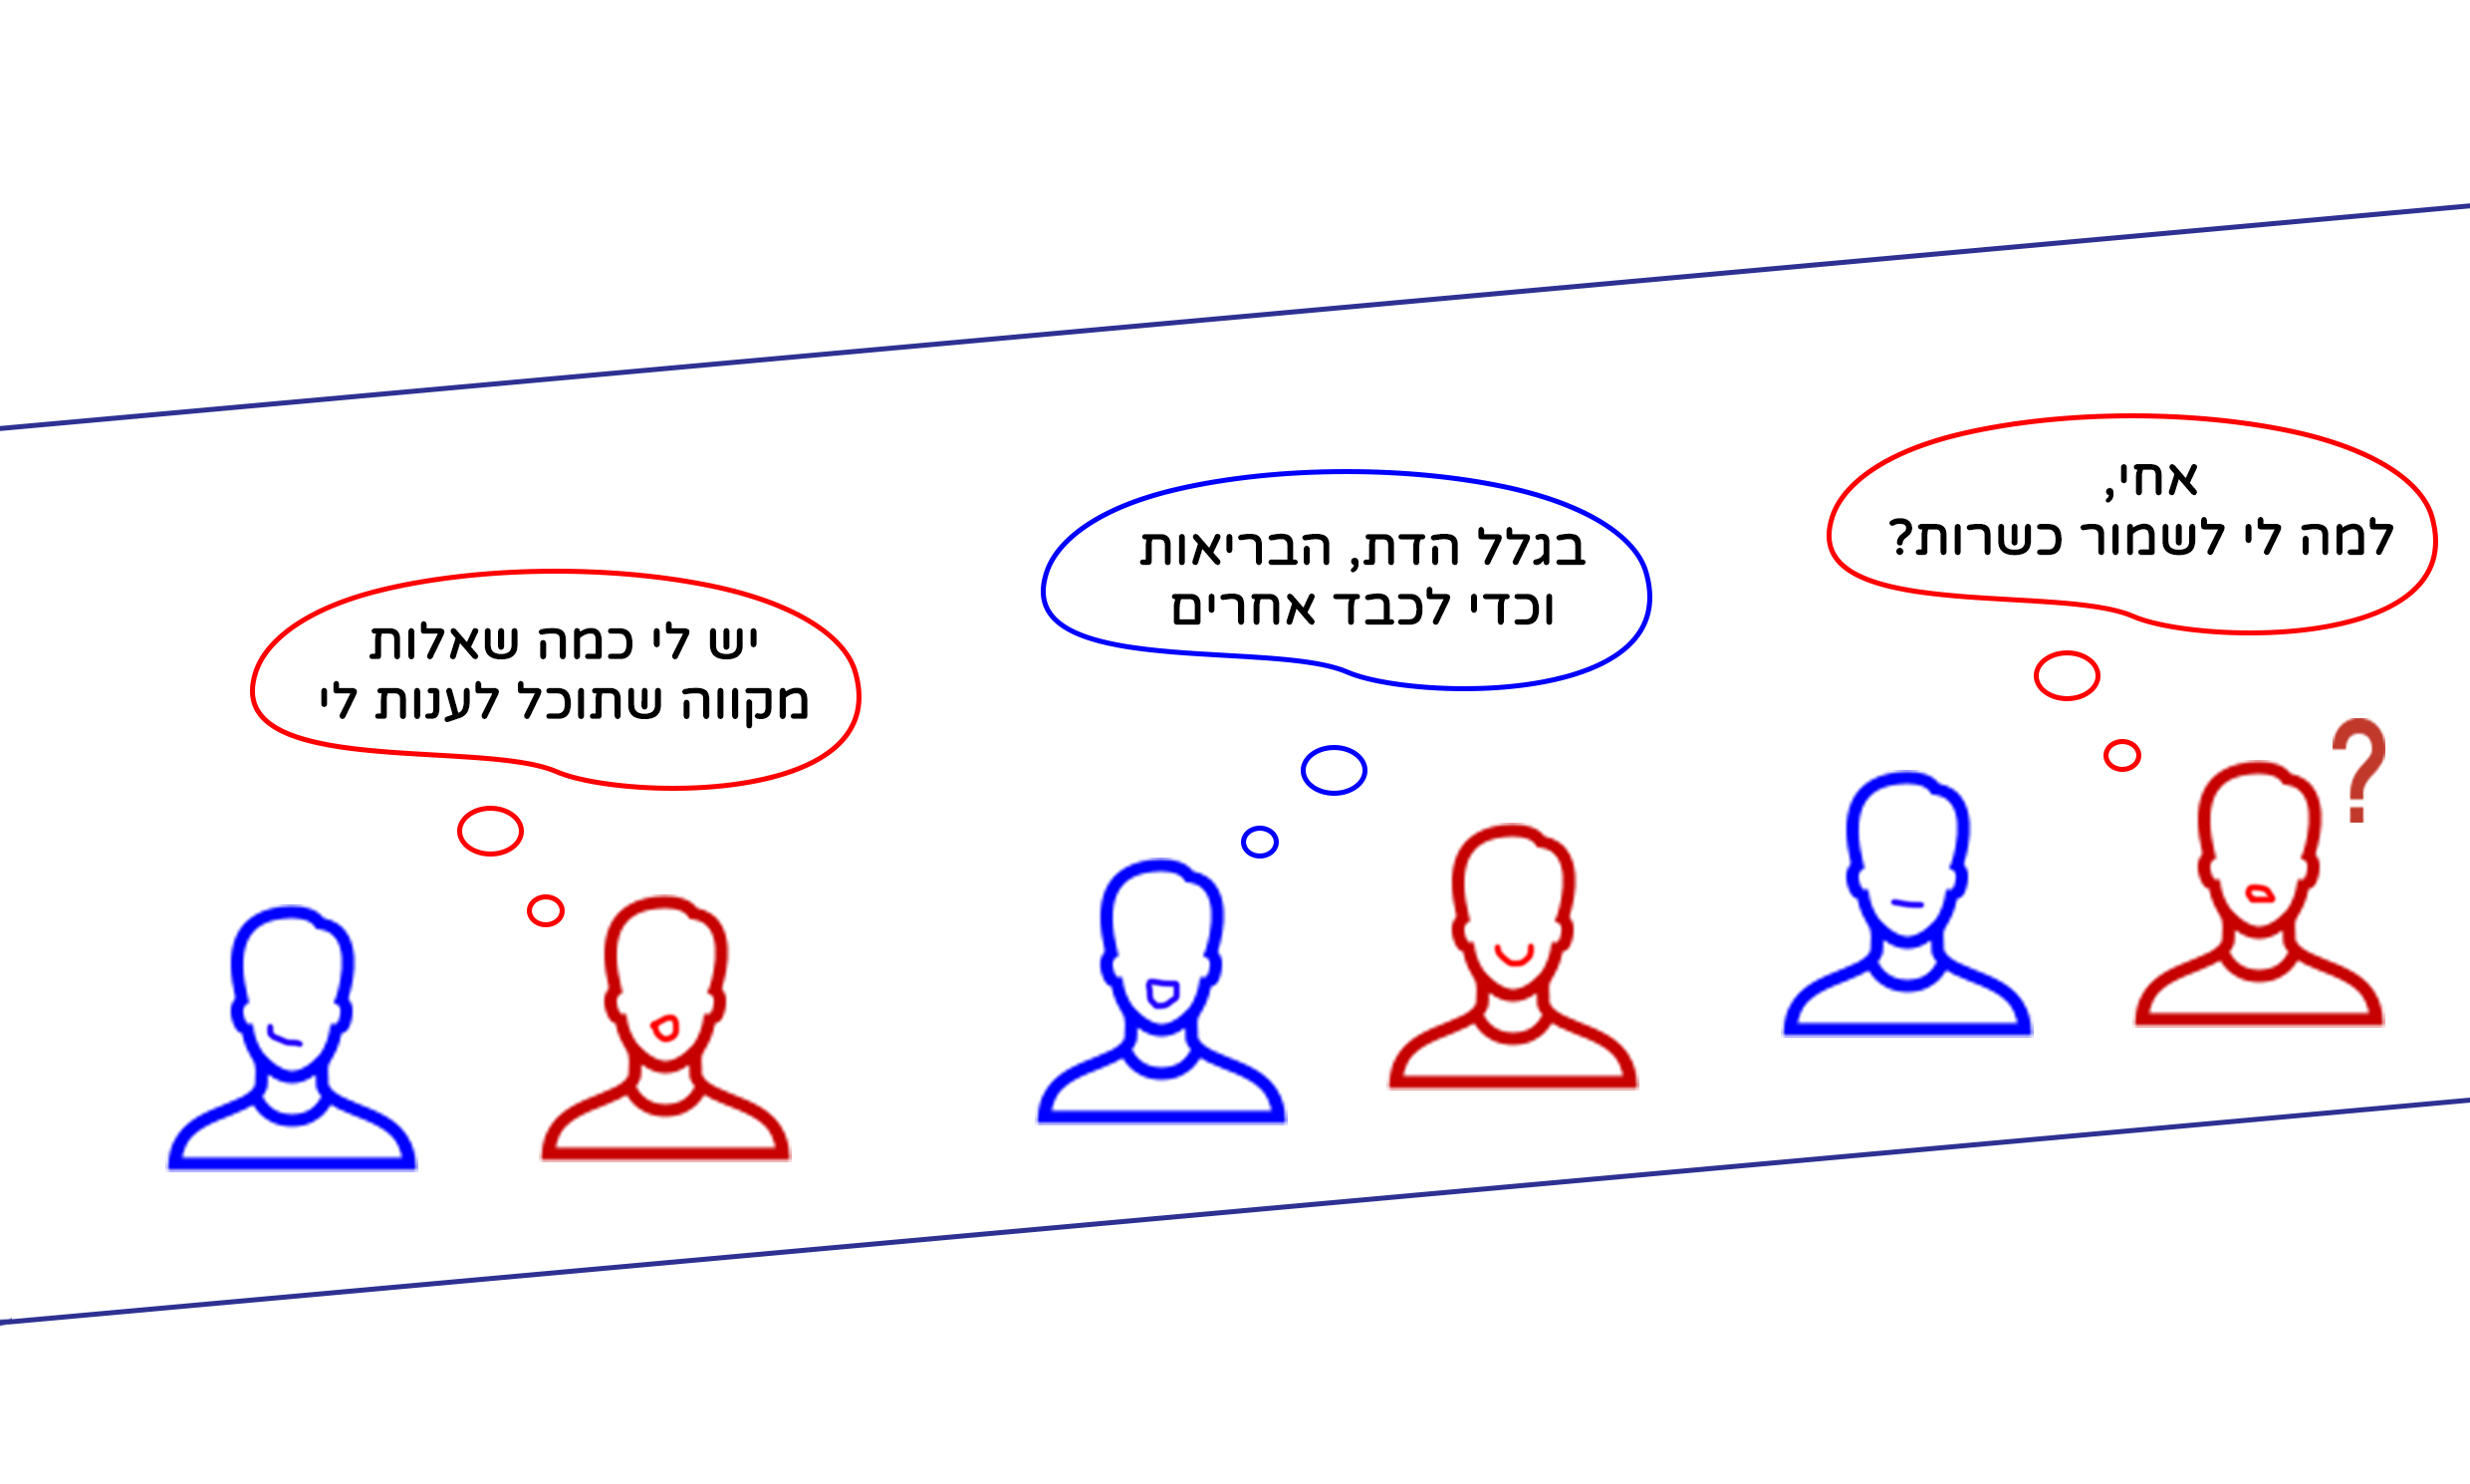 אחי,
למה לי לשמור כשרות?
בגלל הדת, הבריאות
וכדי לכבד אחרים
יש לי כמה שאלות
מקווה שתוכל לענות לי
?